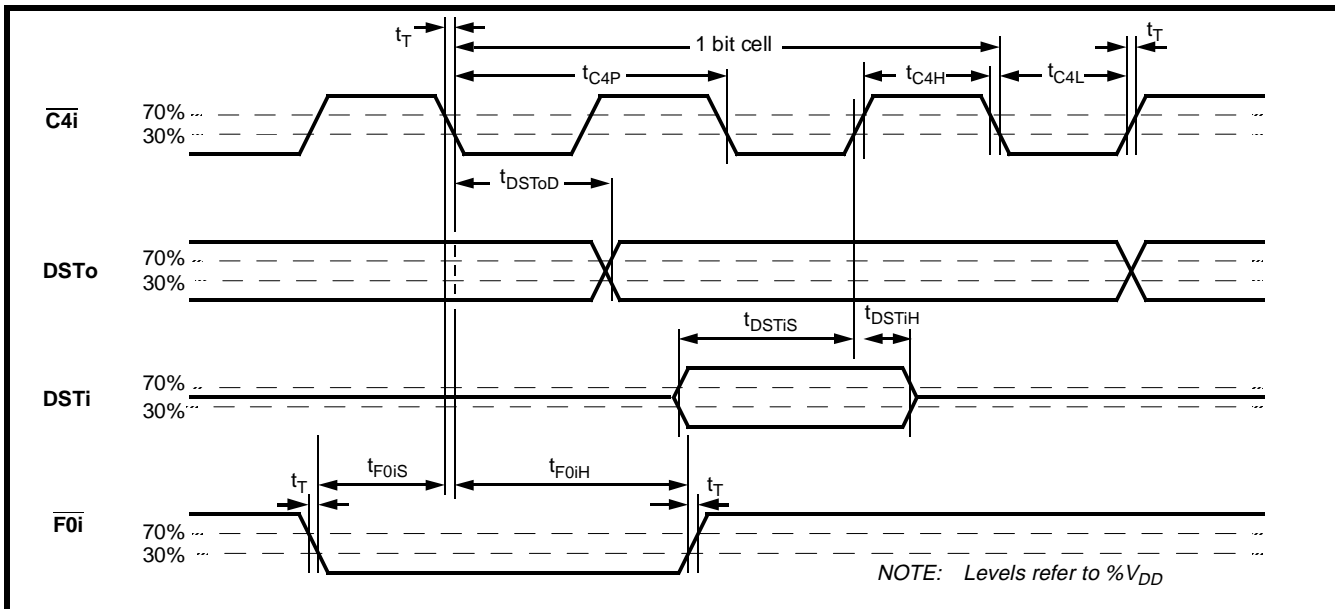 tT
1 bit cell
tT
tC4P
tC4H
tC4L
C4i
70%
30%
tDSToD
DSTo
70%
30%
tDSTiS
tDSTiH
DSTi
70%
30%
tF0iS
tF0iH
tT
tT
F0i
70%
30%
NOTE: Levels refer to %VDD